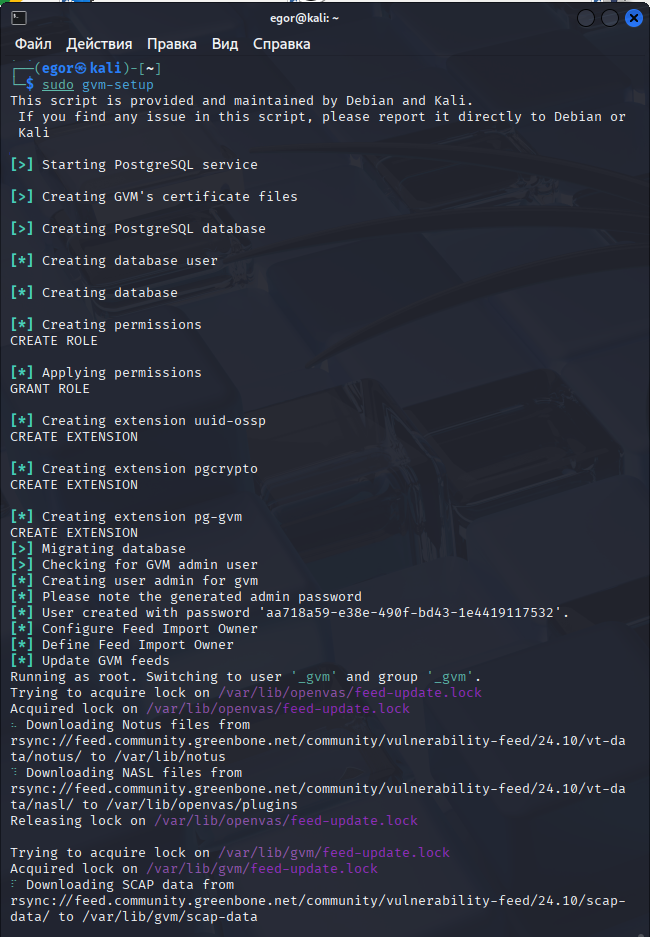 egor@kali: ~
Файл Действия Правка Вид Справка
┌──(egor㉿kali)-[~]
└─$ sudo gvm-setup
This script is provided and maintained by Debian and Kali.
If you find any issue in this script, please report it directly to Debian or
Kali
[>] Starting PostgreSQL service
[>] Creating GVM's certificate files
[>] Creating PostgreSQL database
[*] Creating database user
[*] Creating database
[*] Creating permissions
CREATE ROLE
[*] Applying permissions
GRANT ROLE
[*] Creating extension uuid-ossp
CREATE EXTENSION
[*] Creating extension pgcrypto
CREATE EXTENSION
[*] Creating extension pg-gvm
CREATE EXTENSION
[>] Migrating database
[>] Checking for GVM admin user
[*] Creating user admin for gvm
[*] Please note the generated admin password
[*] User created with password 'aa718a59-e38e-490f-bd43-1e4419117532'.
[*] Configure Feed Import Owner
[*] Define Feed Import Owner
[*] Update GVM feeds
Running as root. Switching to user '_gvm' and group '_gvm'.
Trying to acquire lock on /var/lib/openvas/feed-update.lock
Acquired lock on /var/lib/openvas/feed-update.lock
Downloading Notus files from
rsync://feed.community.greenbone.net/community/vulnerability-feed/24.10/vt-da
ta/notus/ to /var/lib/notus
Downloading NASL files from
rsync://feed.community.greenbone.net/community/vulnerability-feed/24.10/vt-da
ta/nasl/ to /var/lib/openvas/plugins
Releasing lock on /var/lib/openvas/feed-update.lock
Trying to acquire lock on /var/lib/gvm/feed-update.lock
Acquired lock on /var/lib/gvm/feed-update.lock
Downloading SCAP data from
rsync://feed.community.greenbone.net/community/vulnerability-feed/24.10/scap-
data/ to /var/lib/gvm/scap-data